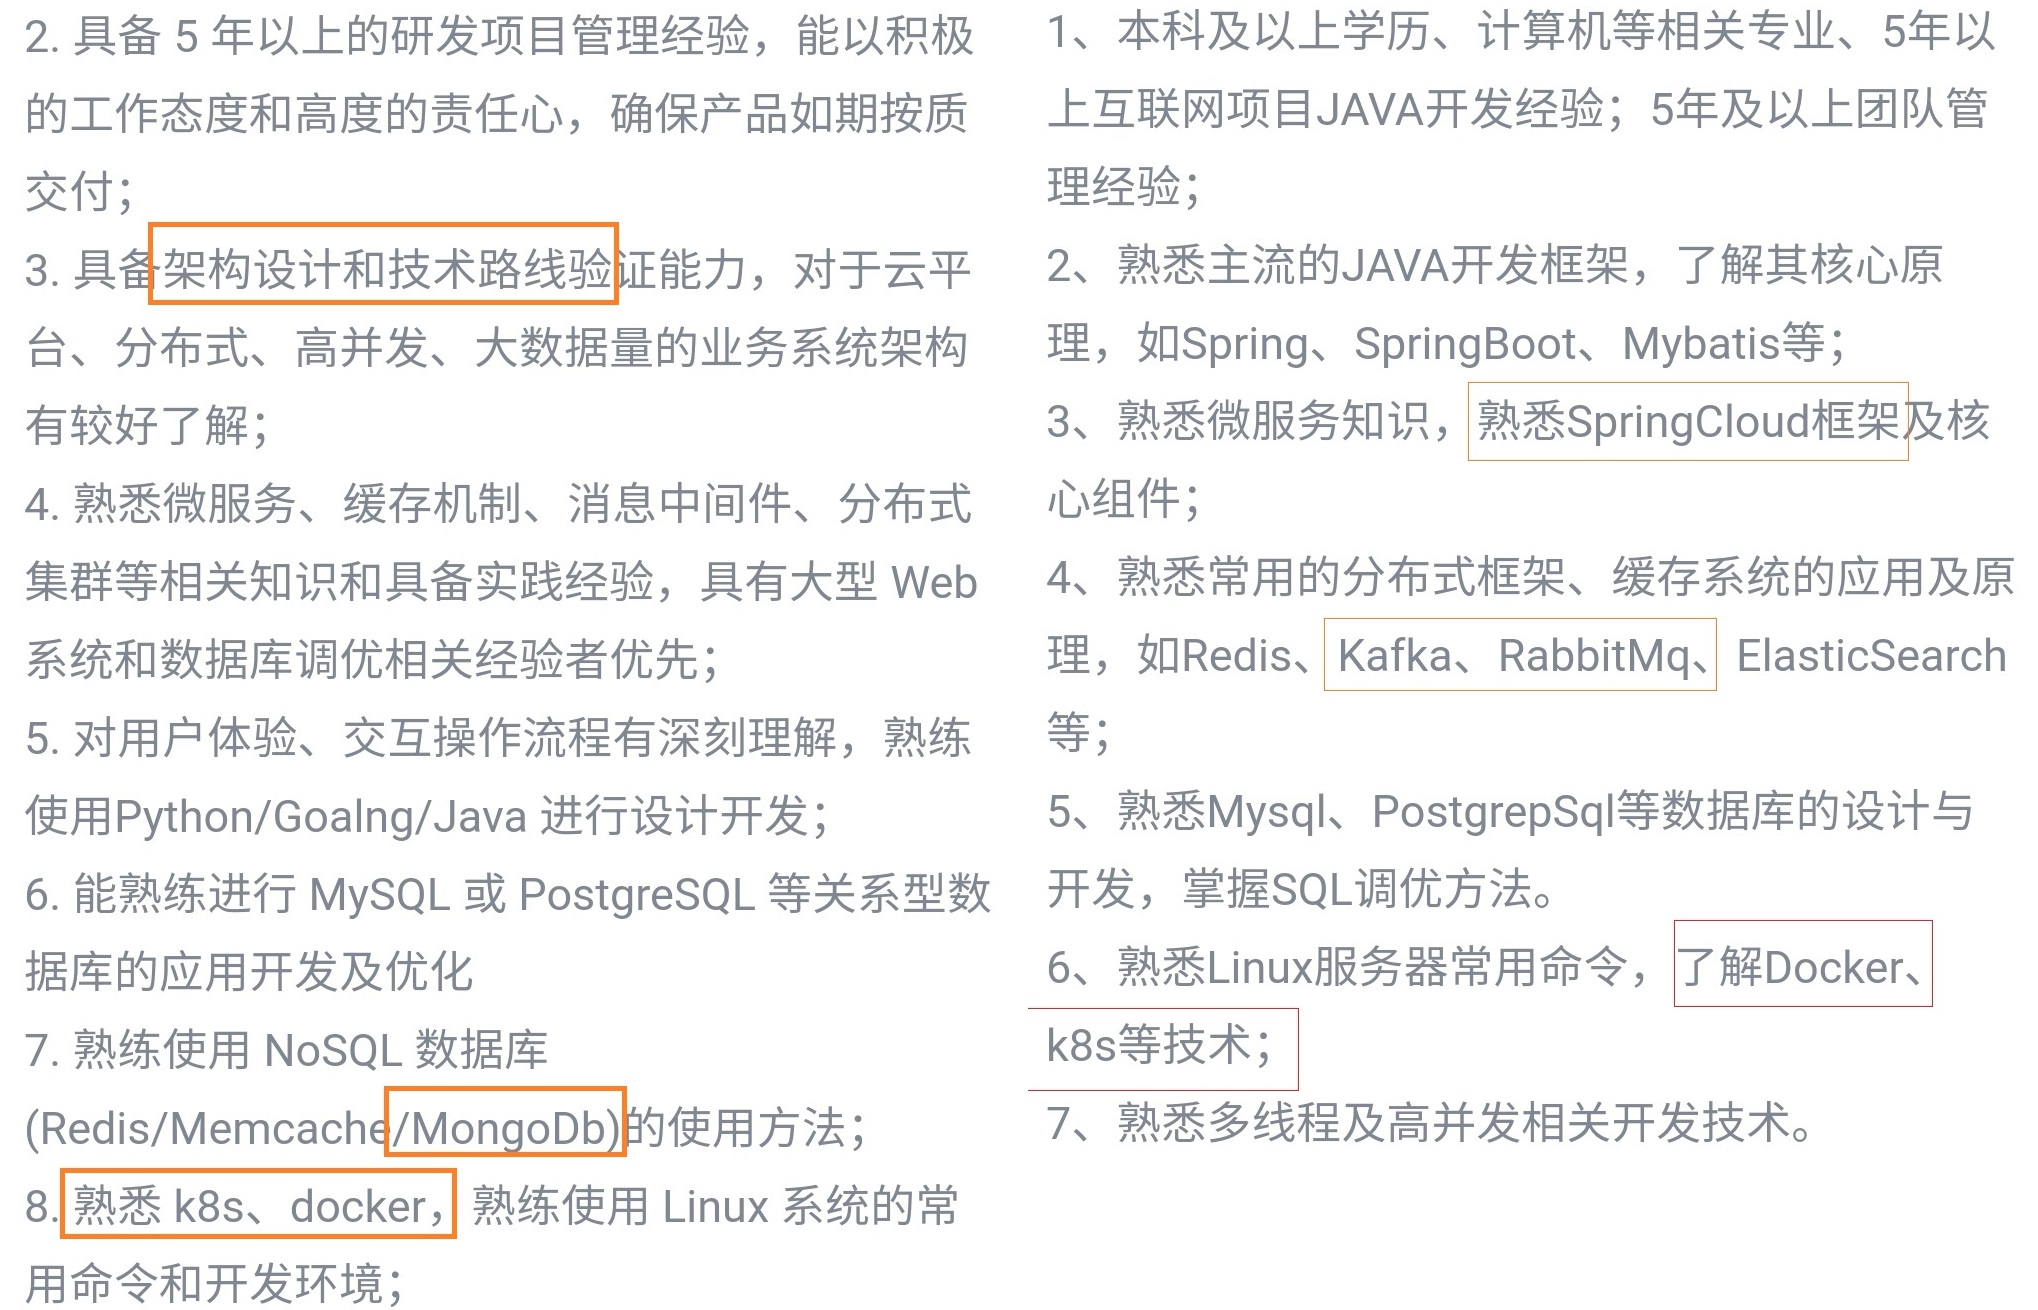 2. 具备 5 年以上的研发项目管理经验，能以积极
的工作态度和高度的责任心，确保产品如期按质
交付；
3. 具备架构设计和技术路线验证能力，对于云平
台、分布式、高并发、大数据量的业务系统架构
有较好了解；
4. 熟悉微服务、缓存机制、消息中间件、分布式
集群等相关知识和具备实践经验，具有大型 Web
系统和数据库调优相关经验者优先；
5. 对用户体验、交互操作流程有深刻理解，熟练
使用Python/Goalng/Java 进行设计开发；
6. 能熟练进行 MySQL 或 PostgreSQL 等关系型数
据库的应用开发及优化
7. 熟练使用 NoSQL 数据库
(Redis/Memcache/MongoDb)的使用方法；
8. 熟悉 k8s、docker，熟练使用 Linux 系统的常
用命令和开发环境；
1、本科及以上学历、计算机等相关专业、5年以
上互联网项目JAVA开发经验；5年及以上团队管
理经验；
2、熟悉主流的JAVA开发框架，了解其核心原
理，如Spring、SpringBoot、Mybatis等；
3、熟悉微服务知识，熟悉SpringCloud框架及核
心组件；
4、熟悉常用的分布式框架、缓存系统的应用及原
理，如Redis、Kafka、RabbitMq、ElasticSearch
等；
5、熟悉Mysql、PostgrepSql等数据库的设计与
开发，掌握SQL调优方法。
6、熟悉Linux服务器常用命令，了解Docker、
k8s等技术；
7、熟悉多线程及高并发相关开发技术。